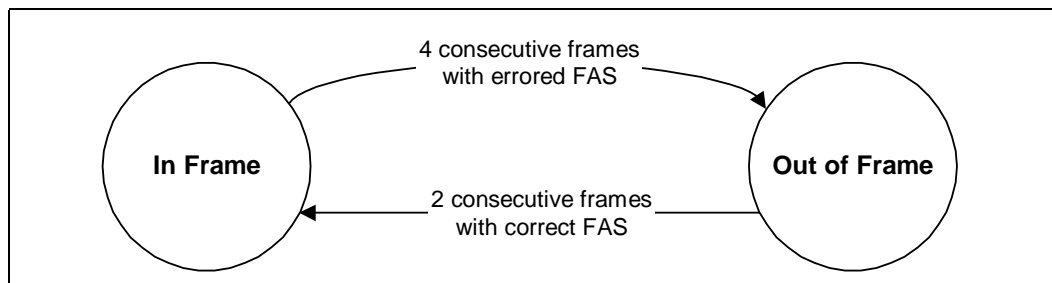 4 consecutive frames
with errored FAS
In Frame
Out of Frame
2 consecutive frames
with correct FAS